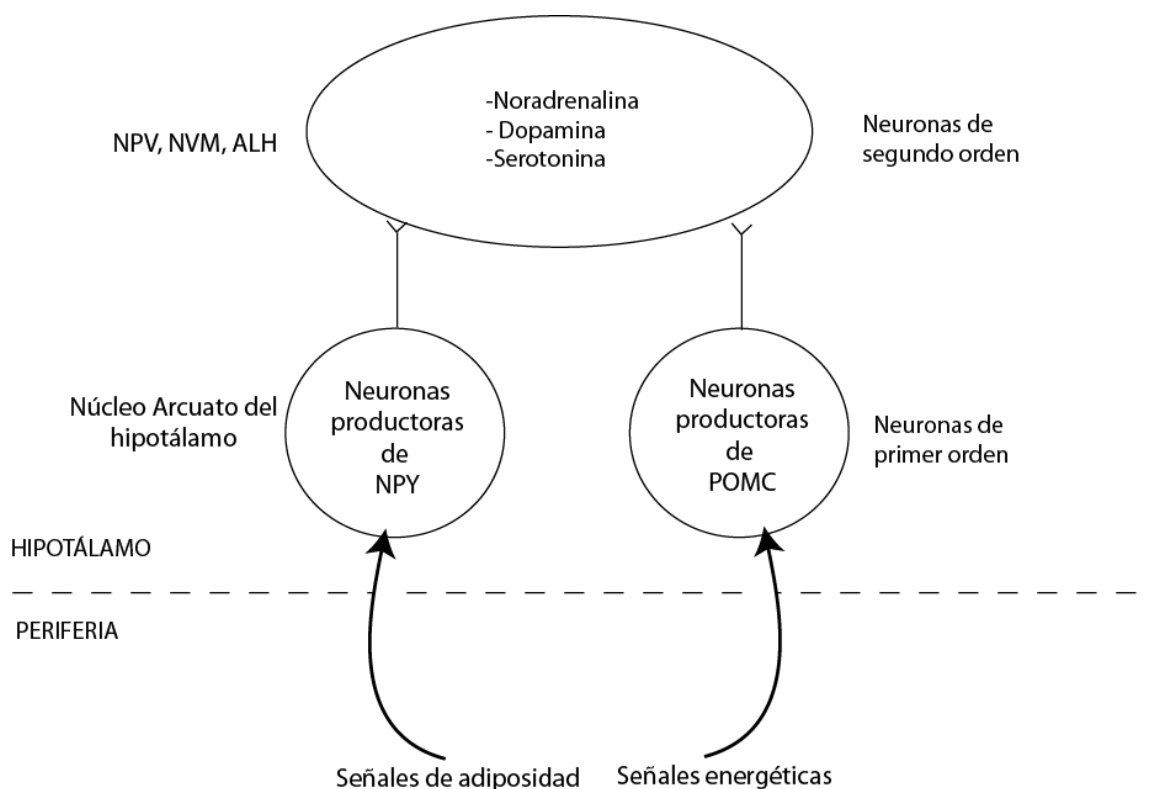 -Noradrenalina
- Dopamina
-Serotonina
NPV, NVM, ALH
Neuronas de
segundo orden
Núcleo Arcuato del
hipotálamo
Neuronas
productoras
de
NPY
Neuronas
productoras
de
POMC
Neuronas de
primer orden
HIPOTÁLAMO
PERIFERIA
Señales de adiposidad
Señales energéticas